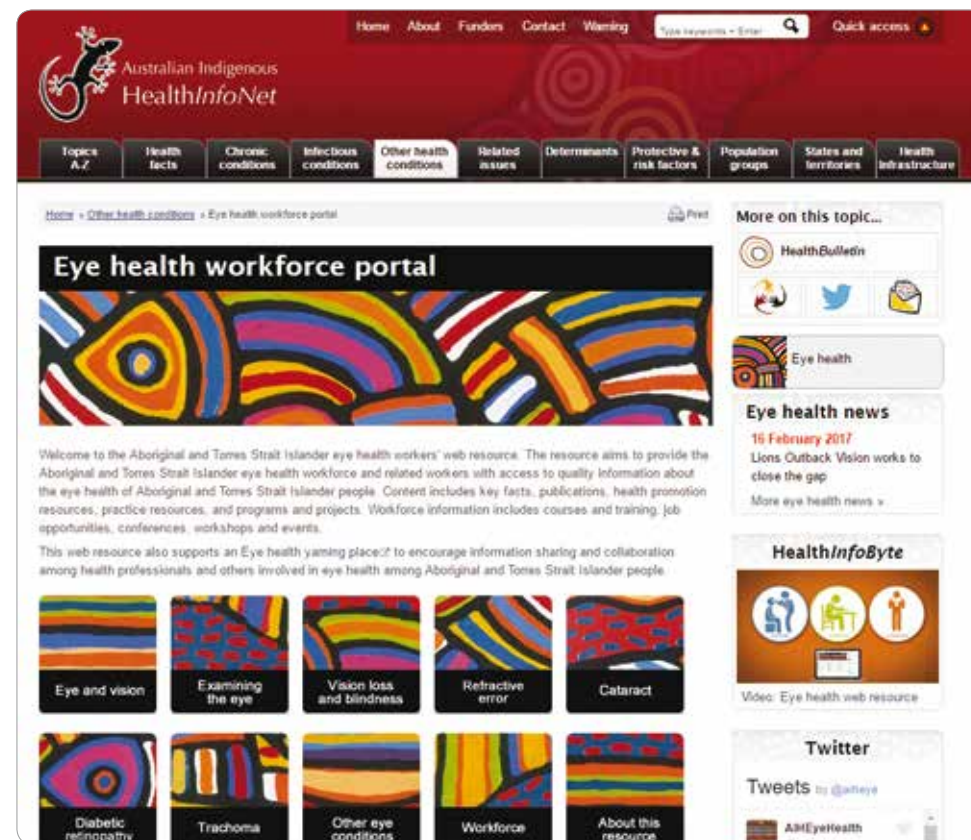 Home About Funders Contact Warning
Type keywords + Enter
Quick access
Australian Indigenous
HealthInfoNet
Topics A-Z
Health facts
Chronic conditions
Infectious conditions
Other health conditions
Related issues
Determinants
Protective & risk factors
Population groups
States and territories
Health Infrastructure
Home » Other health conditions » Eye health workforce portal
Print
Eye health workforce portal
Welcome to the Aboriginal and Torres Strait Islander eye health workers' web resource. The resource aims to provide the
Aboriginal and Torres Strait Islander eye health workforce and related workers with access to quality information about
the eye health of Aboriginal and Torres Strait Islander people. Content includes key facts, publications, health promotion
resources, practice resources, and programs and projects. Workforce information includes courses and training, job
opportunities, conferences, workshops and events.
This web resource also supports an Eye health yarning place to encourage information sharing and collaboration
among health professionals and others involved in eye health among Aboriginal and Torres Strait Islander people.
Eye and vision
Examining
the eye
Vision loss
and blindness
Refractive
error
Cataract
Diabetic
retinopathy
Trachoma
Other eye
conditions
Workforce
About this
resource
More on this topic...
HealthBulletin
Eye health
Eye health news
16 February 2017
Lions Outback Vision works to
close the gap
More eye health news »
HealthInfoByte
Video: Eye health web resource
Twitter
Tweets by
AIHEyeHealth